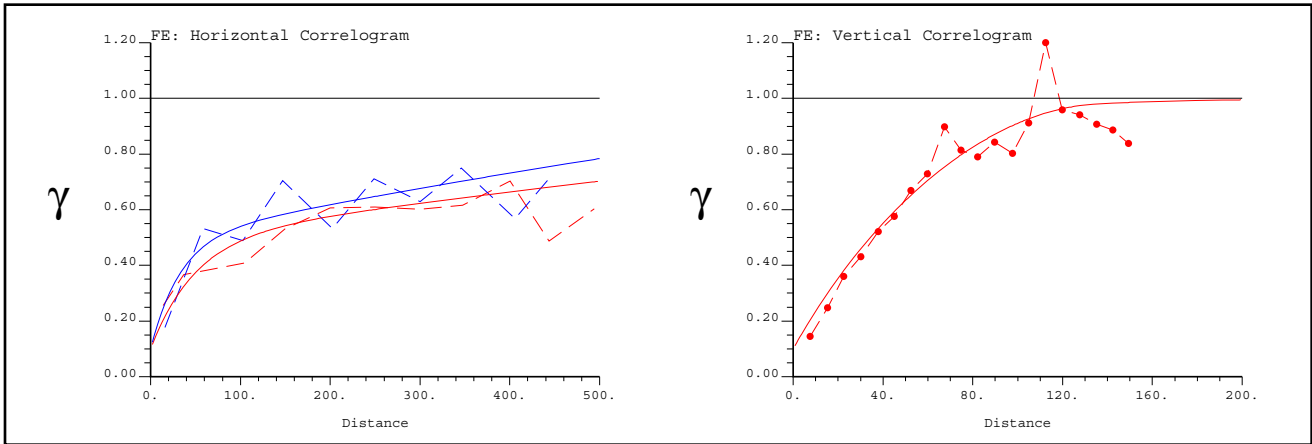 FE: Horizontal Correlogram
1.20
1.00
0.80
γ
0.60
0.40
0.20
0.00
0. 100. 200. 300. 400. 500.
Distance
FE: Vertical Correlogram
1.20
1.00
0.80
γ
0.60
0.40
0.20
0.00
0. 40. 80. 120. 160. 200.
Distance